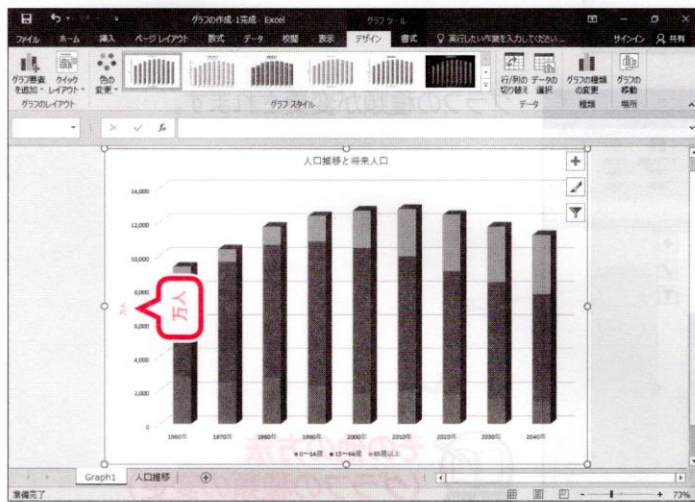 グラフの作成-1完成 - Excel
グラフ ツール
ファイル ホーム 挿入 ページ レイアウト 数式 データ 校閲 表示 デザイン 書式 実行したい作業を入力してください... サインイン 共有
グラフ要素を追加 クイックレイアウト 色の変更 行/列の切り替え データの選択 グラフの種類の変更 グラフの移動
グラフのレイアウト グラフ スタイル データ 種類 場所
人口推移と将来人口
14,000
12,000
10,000
8,000
6,000
4,000
2,000
0
万人
万人
1960年 1970年 1980年 1990年 2000年 2010年 2020年 2030年 2040年
■0～14歳 ■15～64歳 ■65歳以上
Graph1 人口推移
準備完了
73%